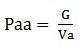 Paa = G/Va